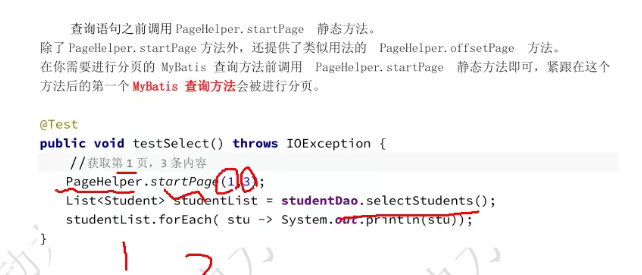 查询语句之前调用 PageHelper.startPage 静态方法。
除了 PageHelper.startPage 方法外，还提供了类似用法的 PageHelper.offsetPage 方法。
在你需要进行分页的 MyBatis 查询方法前调用 PageHelper.startPage 静态方法即可，紧跟在这个
方法后的第一个 MyBatis 查询方法会被进行分页。
@Test
public void testSelect() throws IOException {
//获取第 1 页，3 条内容
PageHelper.startPage(1,3);
List<Student> studentList = studentDao.selectStudents();
studentList.forEach( stu -> System.out.println(stu));
}